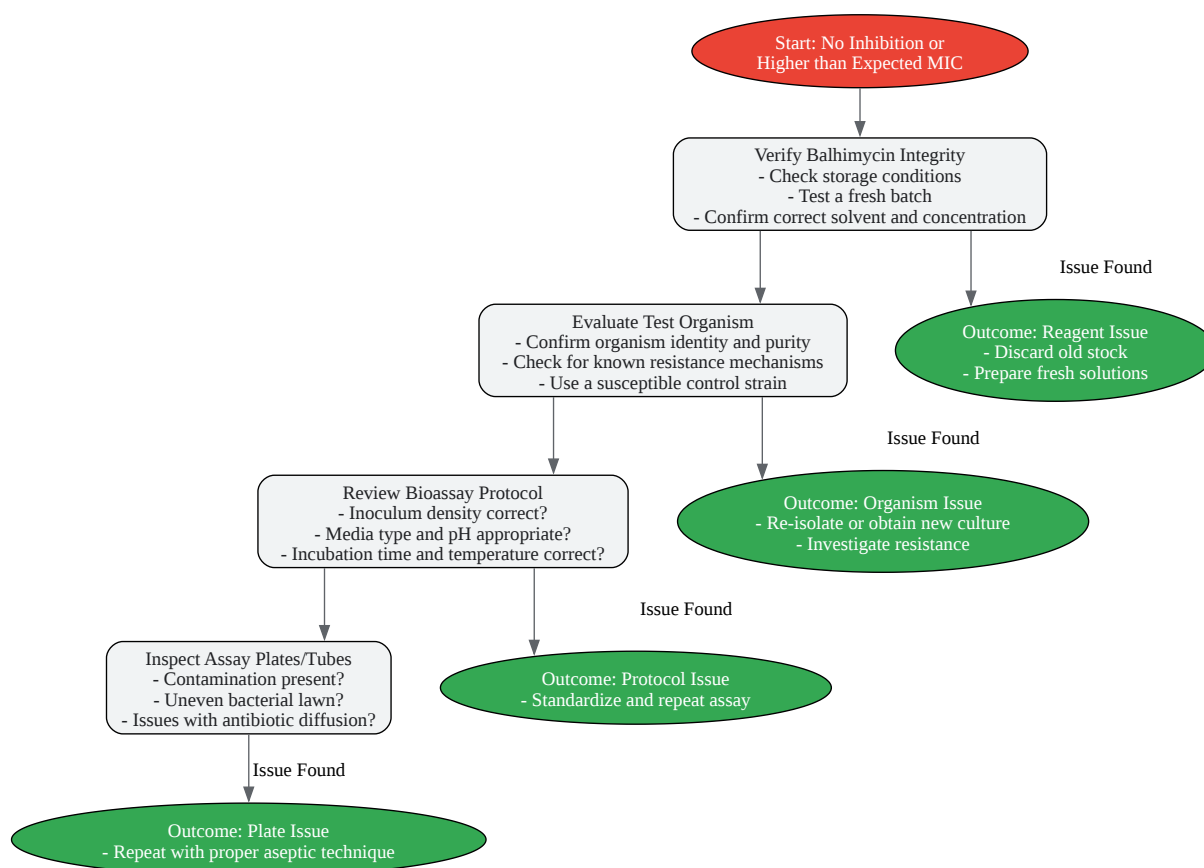 Start: No Inhibition or
Higher than Expected MIC
Verify Balhimycin Integrity
- Check storage conditions
- Test a fresh batch
- Confirm correct solvent and concentration
Issue Found
Evaluate Test Organism
- Confirm organism identity and purity
- Check for known resistance mechanisms
- Use a susceptible control strain
Outcome: Reagent Issue
- Discard old stock
- Prepare fresh solutions
Issue Found
Review Bioassay Protocol
- Inoculum density correct?
- Media type and pH appropriate?
- Incubation time and temperature correct?
Outcome: Organism Issue
- Re-isolate or obtain new culture
- Investigate resistance
Issue Found
Inspect Assay Plates/Tubes
- Contamination present?
- Uneven bacterial lawn?
- Issues with antibiotic diffusion?
Outcome: Protocol Issue
- Standardize and repeat assay
Issue Found
Outcome: Plate Issue
- Repeat with proper aseptic technique